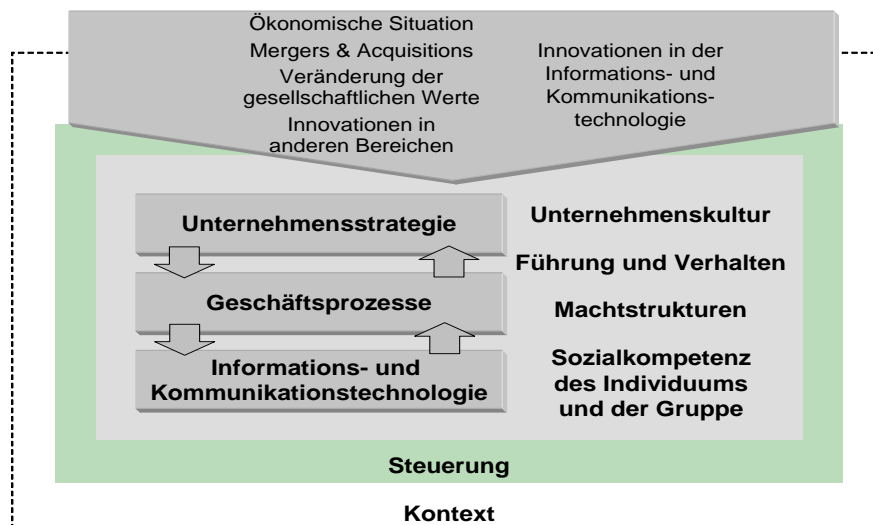 Ökonomische Situation
Mergers & Acquisitions
Veränderung der
gesellschaftlichen Werte
Innovationen in
anderen Bereichen
Innovationen in der
Informations- und
Kommunikations-
technologie
Unternehmensstrategie
Geschäftsprozesse
Informations- und
Kommunikationstechnologie
Unternehmenskultur
Führung und Verhalten
Machtstrukturen
Sozialkompetenz
des Individuums
und der Gruppe
Steuerung
Kontext